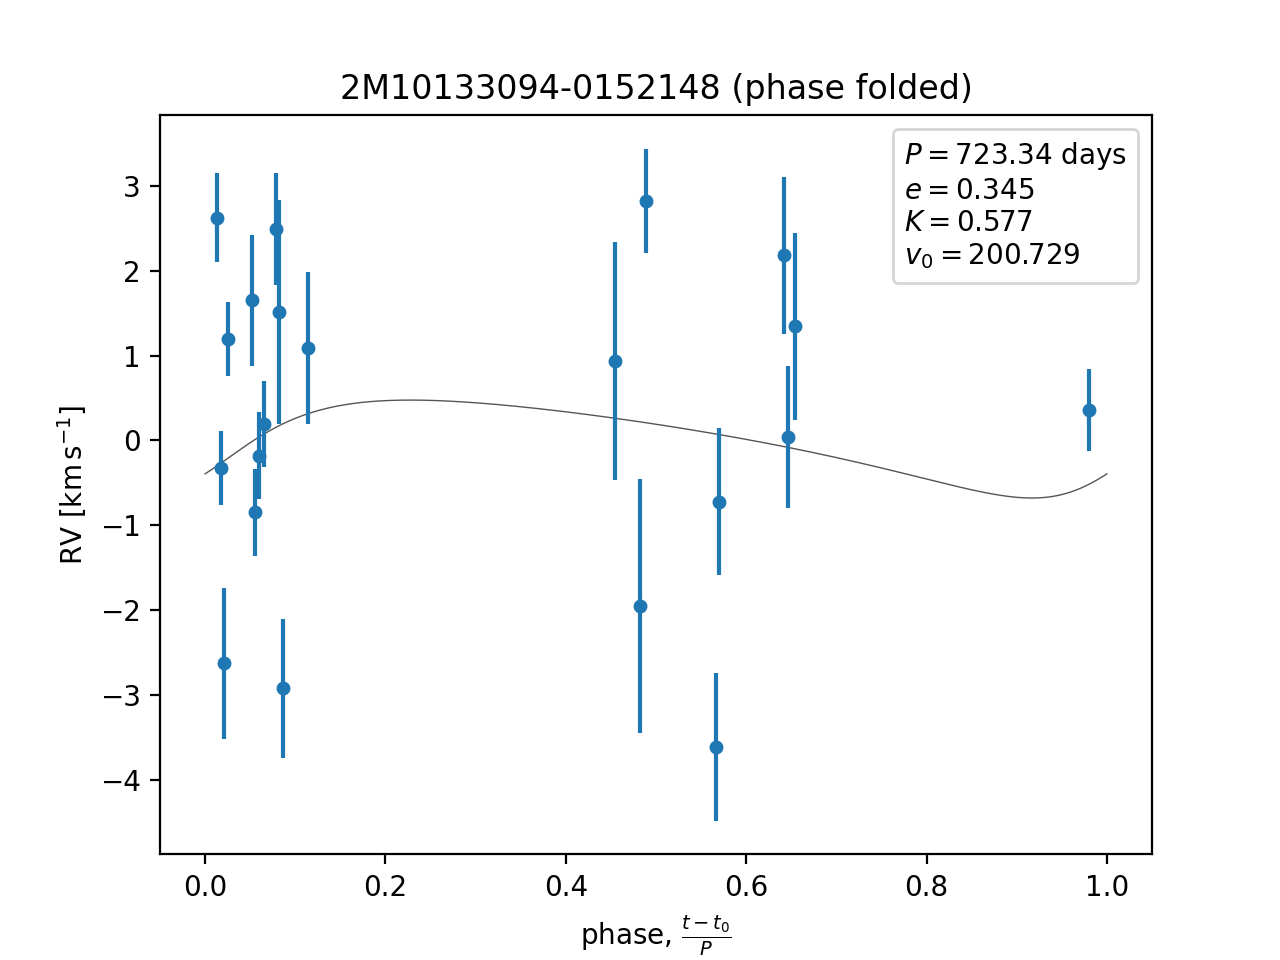 2M10133094-0152148 (phase folded)
P = 723.34 days
e = 0.345
K = 0.577
v₀ = 200.729
3
2
1
0
−1
−2
−3
−4
RV [km s⁻¹]
0.0 0.2 0.4 0.6 0.8 1.0
phase, (t − t₀)/P